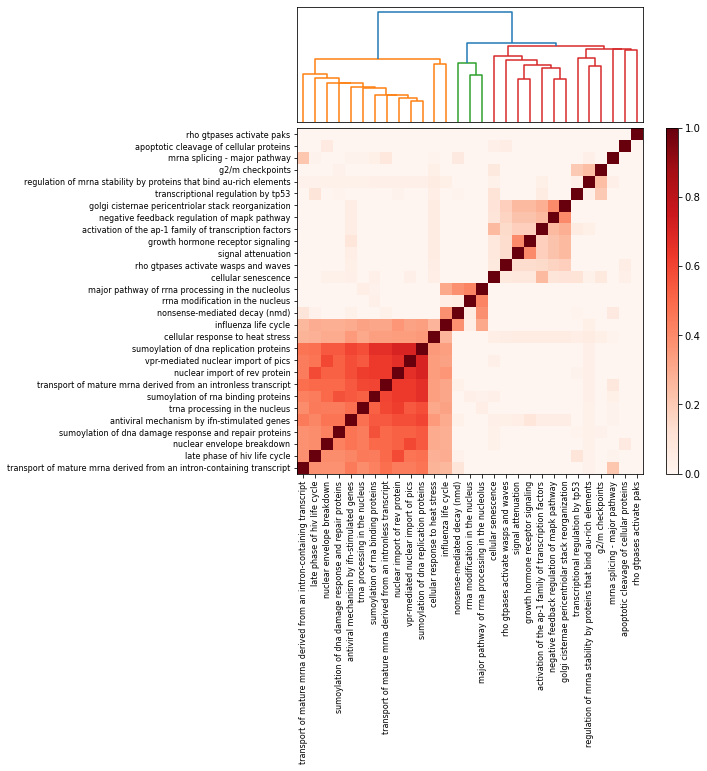 rho gtpases activate paks
apoptotic cleavage of cellular proteins
mrna splicing - major pathway
g2/m checkpoints
regulation of mrna stability by proteins that bind au-rich elements
transcriptional regulation by tp53
golgi cisternae pericentriolar stack reorganization
negative feedback regulation of mapk pathway
activation of the ap-1 family of transcription factors
growth hormone receptor signaling
signal attenuation
rho gtpases activate wasps and waves
cellular senescence
major pathway of rrna processing in the nucleolus
rrna modification in the nucleus
nonsense-mediated decay (nmd)
influenza life cycle
cellular response to heat stress
sumoylation of dna replication proteins
vpr-mediated nuclear import of pics
nuclear import of rev protein
transport of mature mrna derived from an intronless transcript
sumoylation of rna binding proteins
trna processing in the nucleus
antiviral mechanism by ifn-stimulated genes
sumoylation of dna damage response and repair proteins
nuclear envelope breakdown
late phase of hiv life cycle
transport of mature mrna derived from an intron-containing transcript
transport of mature mrna derived from an intron-containing transcript
late phase of hiv life cycle
nuclear envelope breakdown
sumoylation of dna damage response and repair proteins
antiviral mechanism by ifn-stimulated genes
trna processing in the nucleus
sumoylation of rna binding proteins
transport of mature mrna derived from an intronless transcript
nuclear import of rev protein
vpr-mediated nuclear import of pics
sumoylation of dna replication proteins
cellular response to heat stress
influenza life cycle
nonsense-mediated decay (nmd)
rrna modification in the nucleus
major pathway of rrna processing in the nucleolus
cellular senescence
rho gtpases activate wasps and waves
signal attenuation
growth hormone receptor signaling
activation of the ap-1 family of transcription factors
negative feedback regulation of mapk pathway
golgi cisternae pericentriolar stack reorganization
transcriptional regulation by tp53
regulation of mrna stability by proteins that bind au-rich elements
g2/m checkpoints
mrna splicing - major pathway
apoptotic cleavage of cellular proteins
rho gtpases activate paks
1.0
0.8
0.6
0.4
0.2
0.0